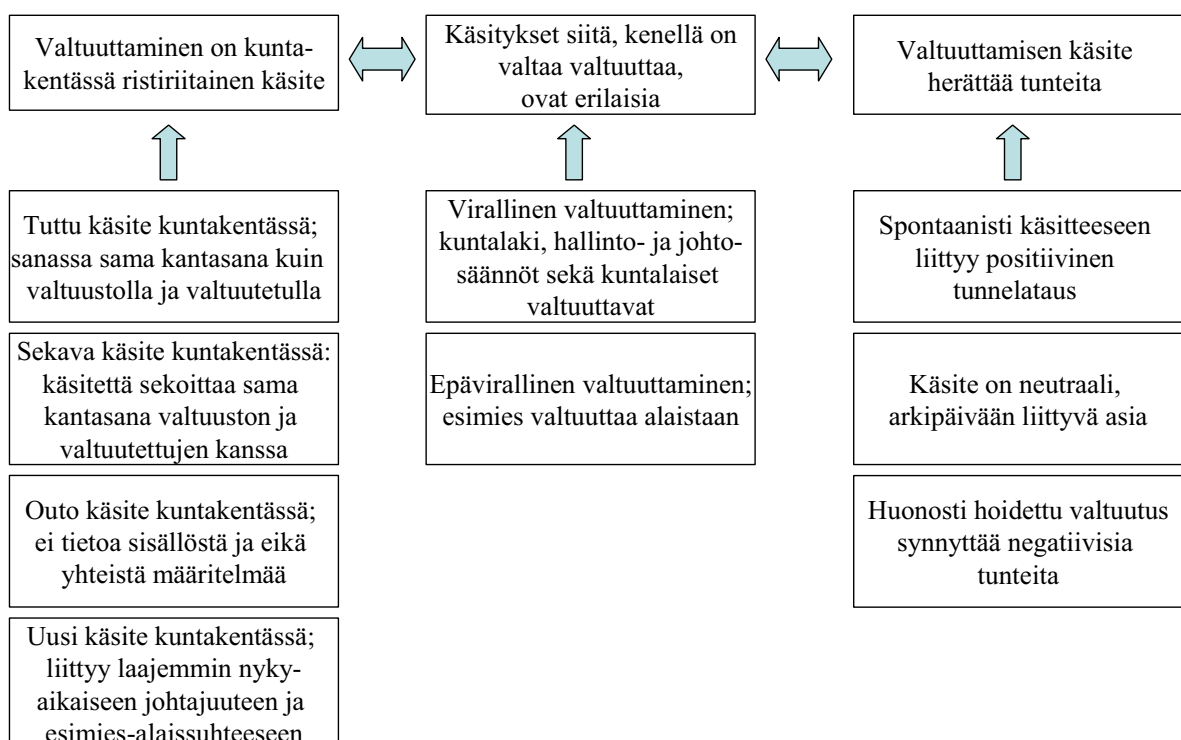 Valtuuttaminen on kunta-
kentässä ristiriitainen käsite
Käsitykset siitä, kenellä on
valtaa valtuuttaa,
ovat erilaisia
Valtuuttamisen käsite
herättää tunteita
Tuttu käsite kuntakentässä;
sanassa sama kantasana kuin
valtuustolla ja valtuutetulla
Sekava käsite kuntakentässä:
käsitettä sekoittaa sama
kantasana valtuuston ja
valtuutettujen kanssa
Outo käsite kuntakentässä;
ei tietoa sisällöstä ja eikä
yhteistä määritelmää
Uusi käsite kuntakentässä;
liittyy laajemmin nyky-
aikaiseen johtajuuteen ja
esimies-alaissuhteeseen
Virallinen valtuuttaminen;
kuntalaki, hallinto- ja johto-
säännöt sekä kuntalaiset
valtuuttavat
Epävirallinen valtuuttaminen;
esimies valtuuttaa alaistaan
Spontaanisti käsitteeseen
liittyy positiivinen
tunnelataus
Käsite on neutraali,
arkipäivään liittyvä asia
Huonosti hoidettu valtuutus
synnyttää negatiivisia
tunteita